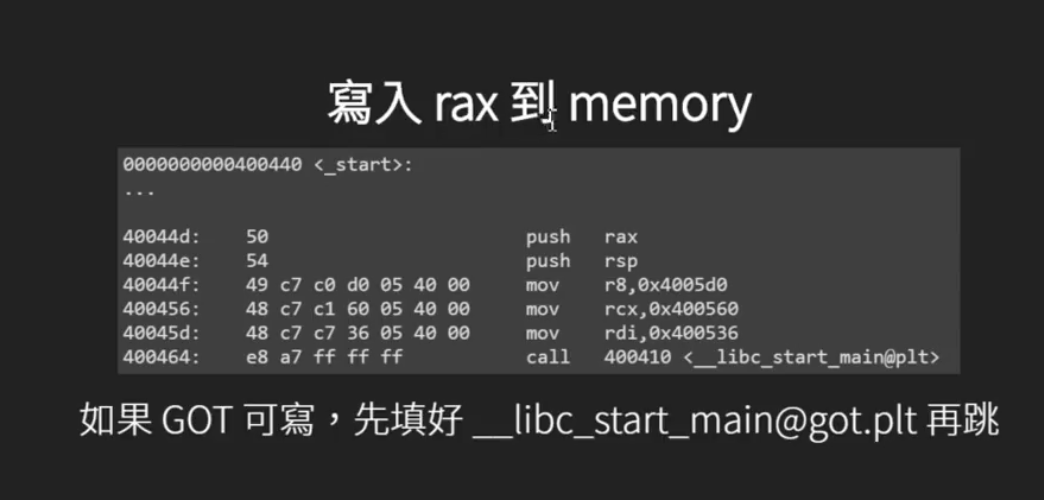 寫入 rax 到 memory
0000000000400440 <_start>:
...
40044d: 50 push rax
40044e: 54 push rsp
40044f: 49 c7 c0 d0 05 40 00 mov r8,0x4005d0
400456: 48 c7 c1 60 05 40 00 mov rcx,0x400560
40045d: 48 c7 c7 36 05 40 00 mov rdi,0x400536
400464: e8 a7 ff ff ff call 400410 <__libc_start_main@plt>
如果 GOT 可寫，先填好 __libc_start_main@got.plt 再跳